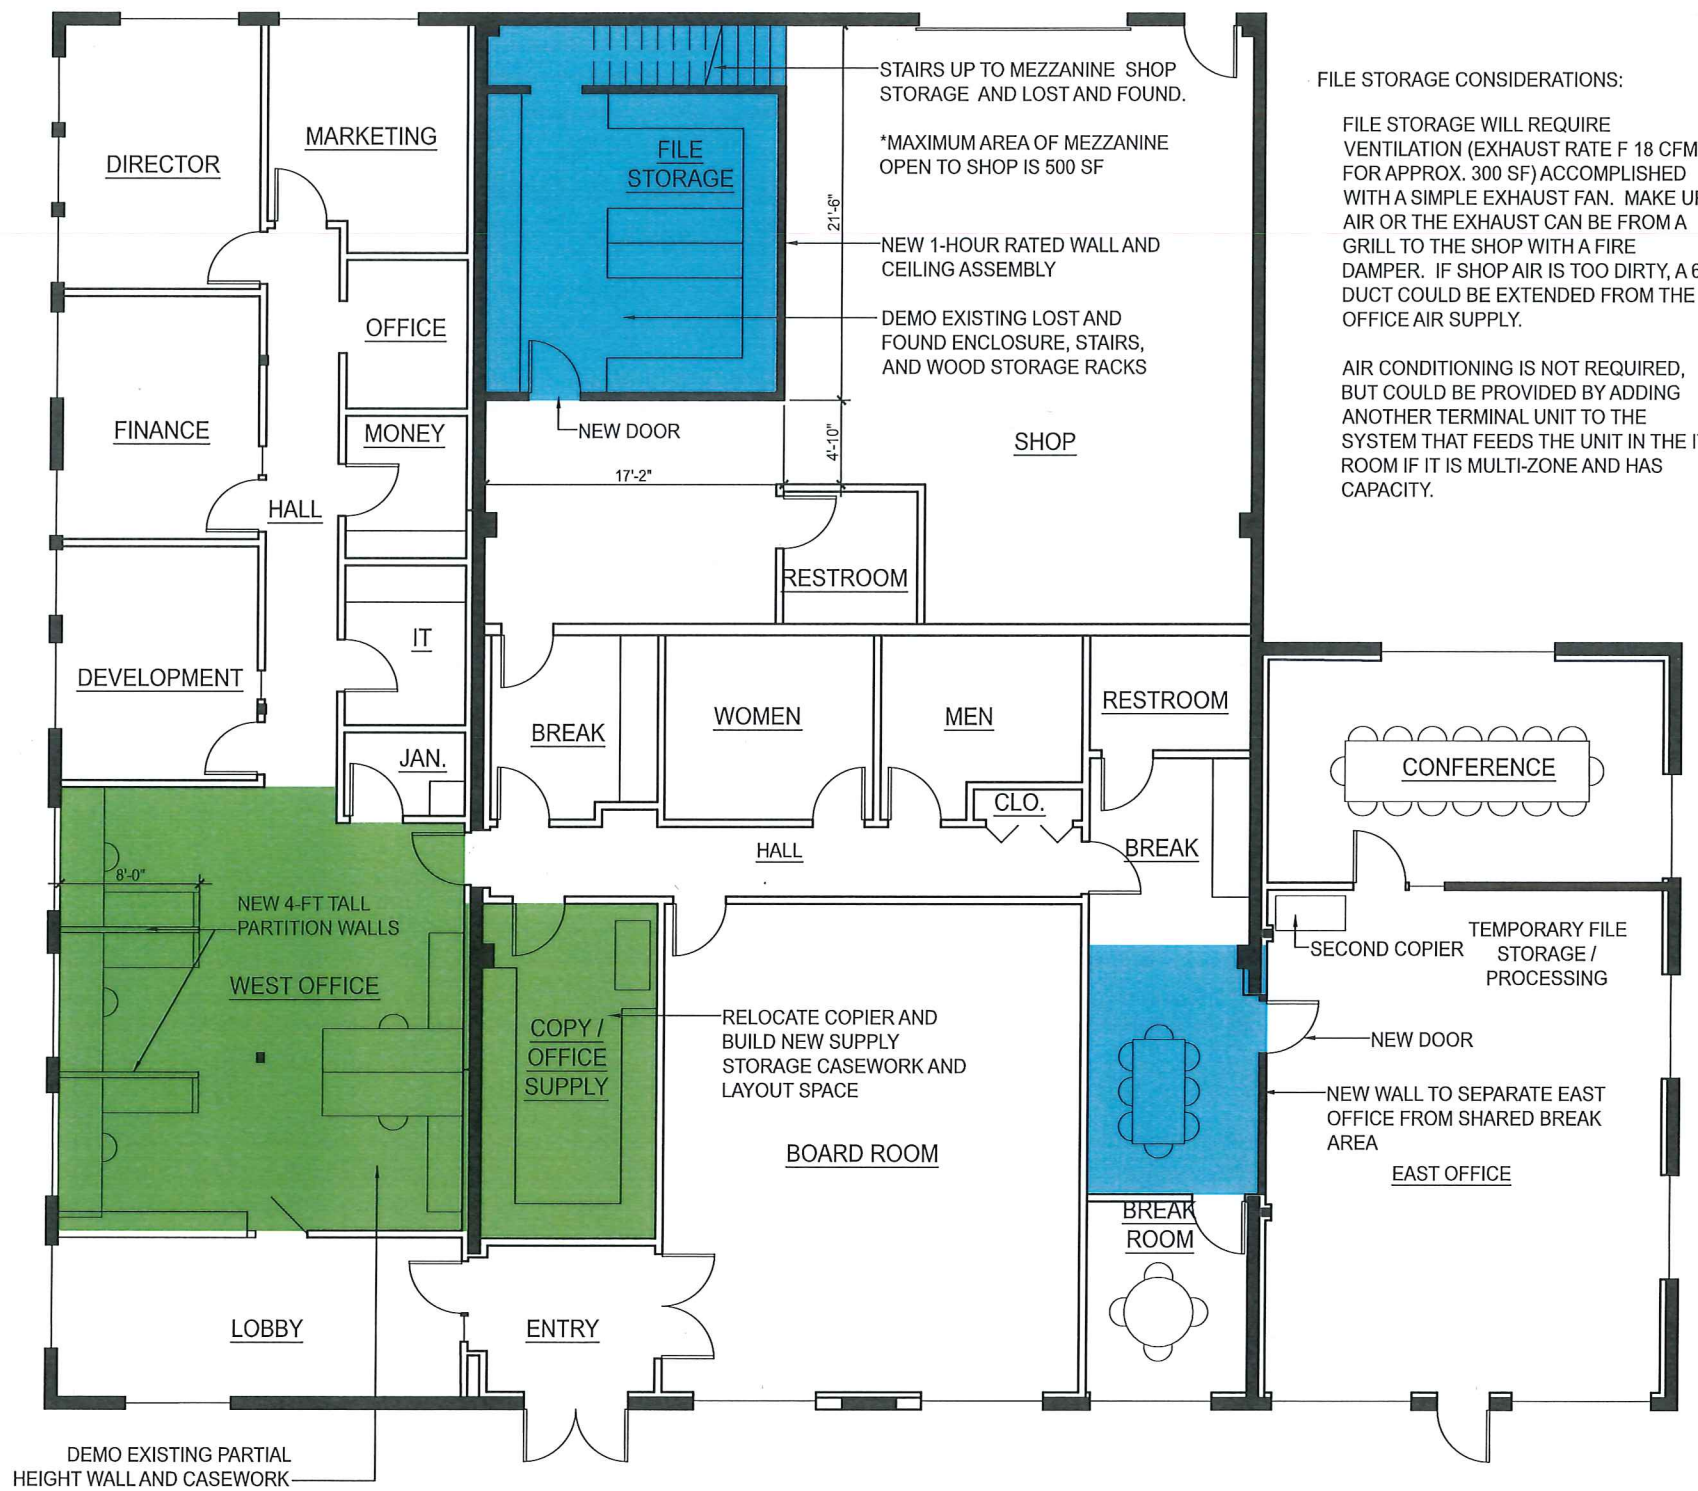 STAIRS UP TO MEZZANINE SHOP
STORAGE AND LOST AND FOUND.
*MAXIMUM AREA OF MEZZANINE
OPEN TO SHOP IS 500 SF
FILE STORAGE CONSIDERATIONS:
FILE STORAGE WILL REQUIRE
VENTILATION (EXHAUST RATE F 18 CFM
FOR APPROX. 300 SF) ACCOMPLISHED
WITH A SIMPLE EXHAUST FAN. MAKE UP
AIR OR THE EXHAUST CAN BE FROM A
GRILL TO THE SHOP WITH A FIRE
DAMPER. IF SHOP AIR IS TOO DIRTY, A 6
DUCT COULD BE EXTENDED FROM THE
OFFICE AIR SUPPLY.
AIR CONDITIONING IS NOT REQUIRED,
BUT COULD BE PROVIDED BY ADDING
ANOTHER TERMINAL UNIT TO THE
SYSTEM THAT FEEDS THE UNIT IN THE IT
ROOM IF IT IS MULTI-ZONE AND HAS
CAPACITY.
DIRECTOR
MARKETING
FILE
STORAGE
21'-6"
NEW 1-HOUR RATED WALL AND
CEILING ASSEMBLY
OFFICE
DEMO EXISTING LOST AND
FOUND ENCLOSURE, STAIRS,
AND WOOD STORAGE RACKS
FINANCE
MONEY
NEW DOOR
4'-10"
SHOP
17'-2"
HALL
RESTROOM
IT
DEVELOPMENT
BREAK
WOMEN
MEN
RESTROOM
JAN.
CLO.
CONFERENCE
HALL
BREAK
8'-0"
NEW 4-FT TALL
PARTITION WALLS
SECOND COPIER
TEMPORARY FILE
STORAGE /
PROCESSING
WEST OFFICE
COPY /
OFFICE
SUPPLY
RELOCATE COPIER AND
BUILD NEW SUPPLY
STORAGE CASEWORK AND
LAYOUT SPACE
NEW DOOR
NEW WALL TO SEPARATE EAST
OFFICE FROM SHARED BREAK
AREA
BOARD ROOM
EAST OFFICE
BREAK
ROOM
LOBBY
ENTRY
DEMO EXISTING PARTIAL
HEIGHT WALL AND CASEWORK